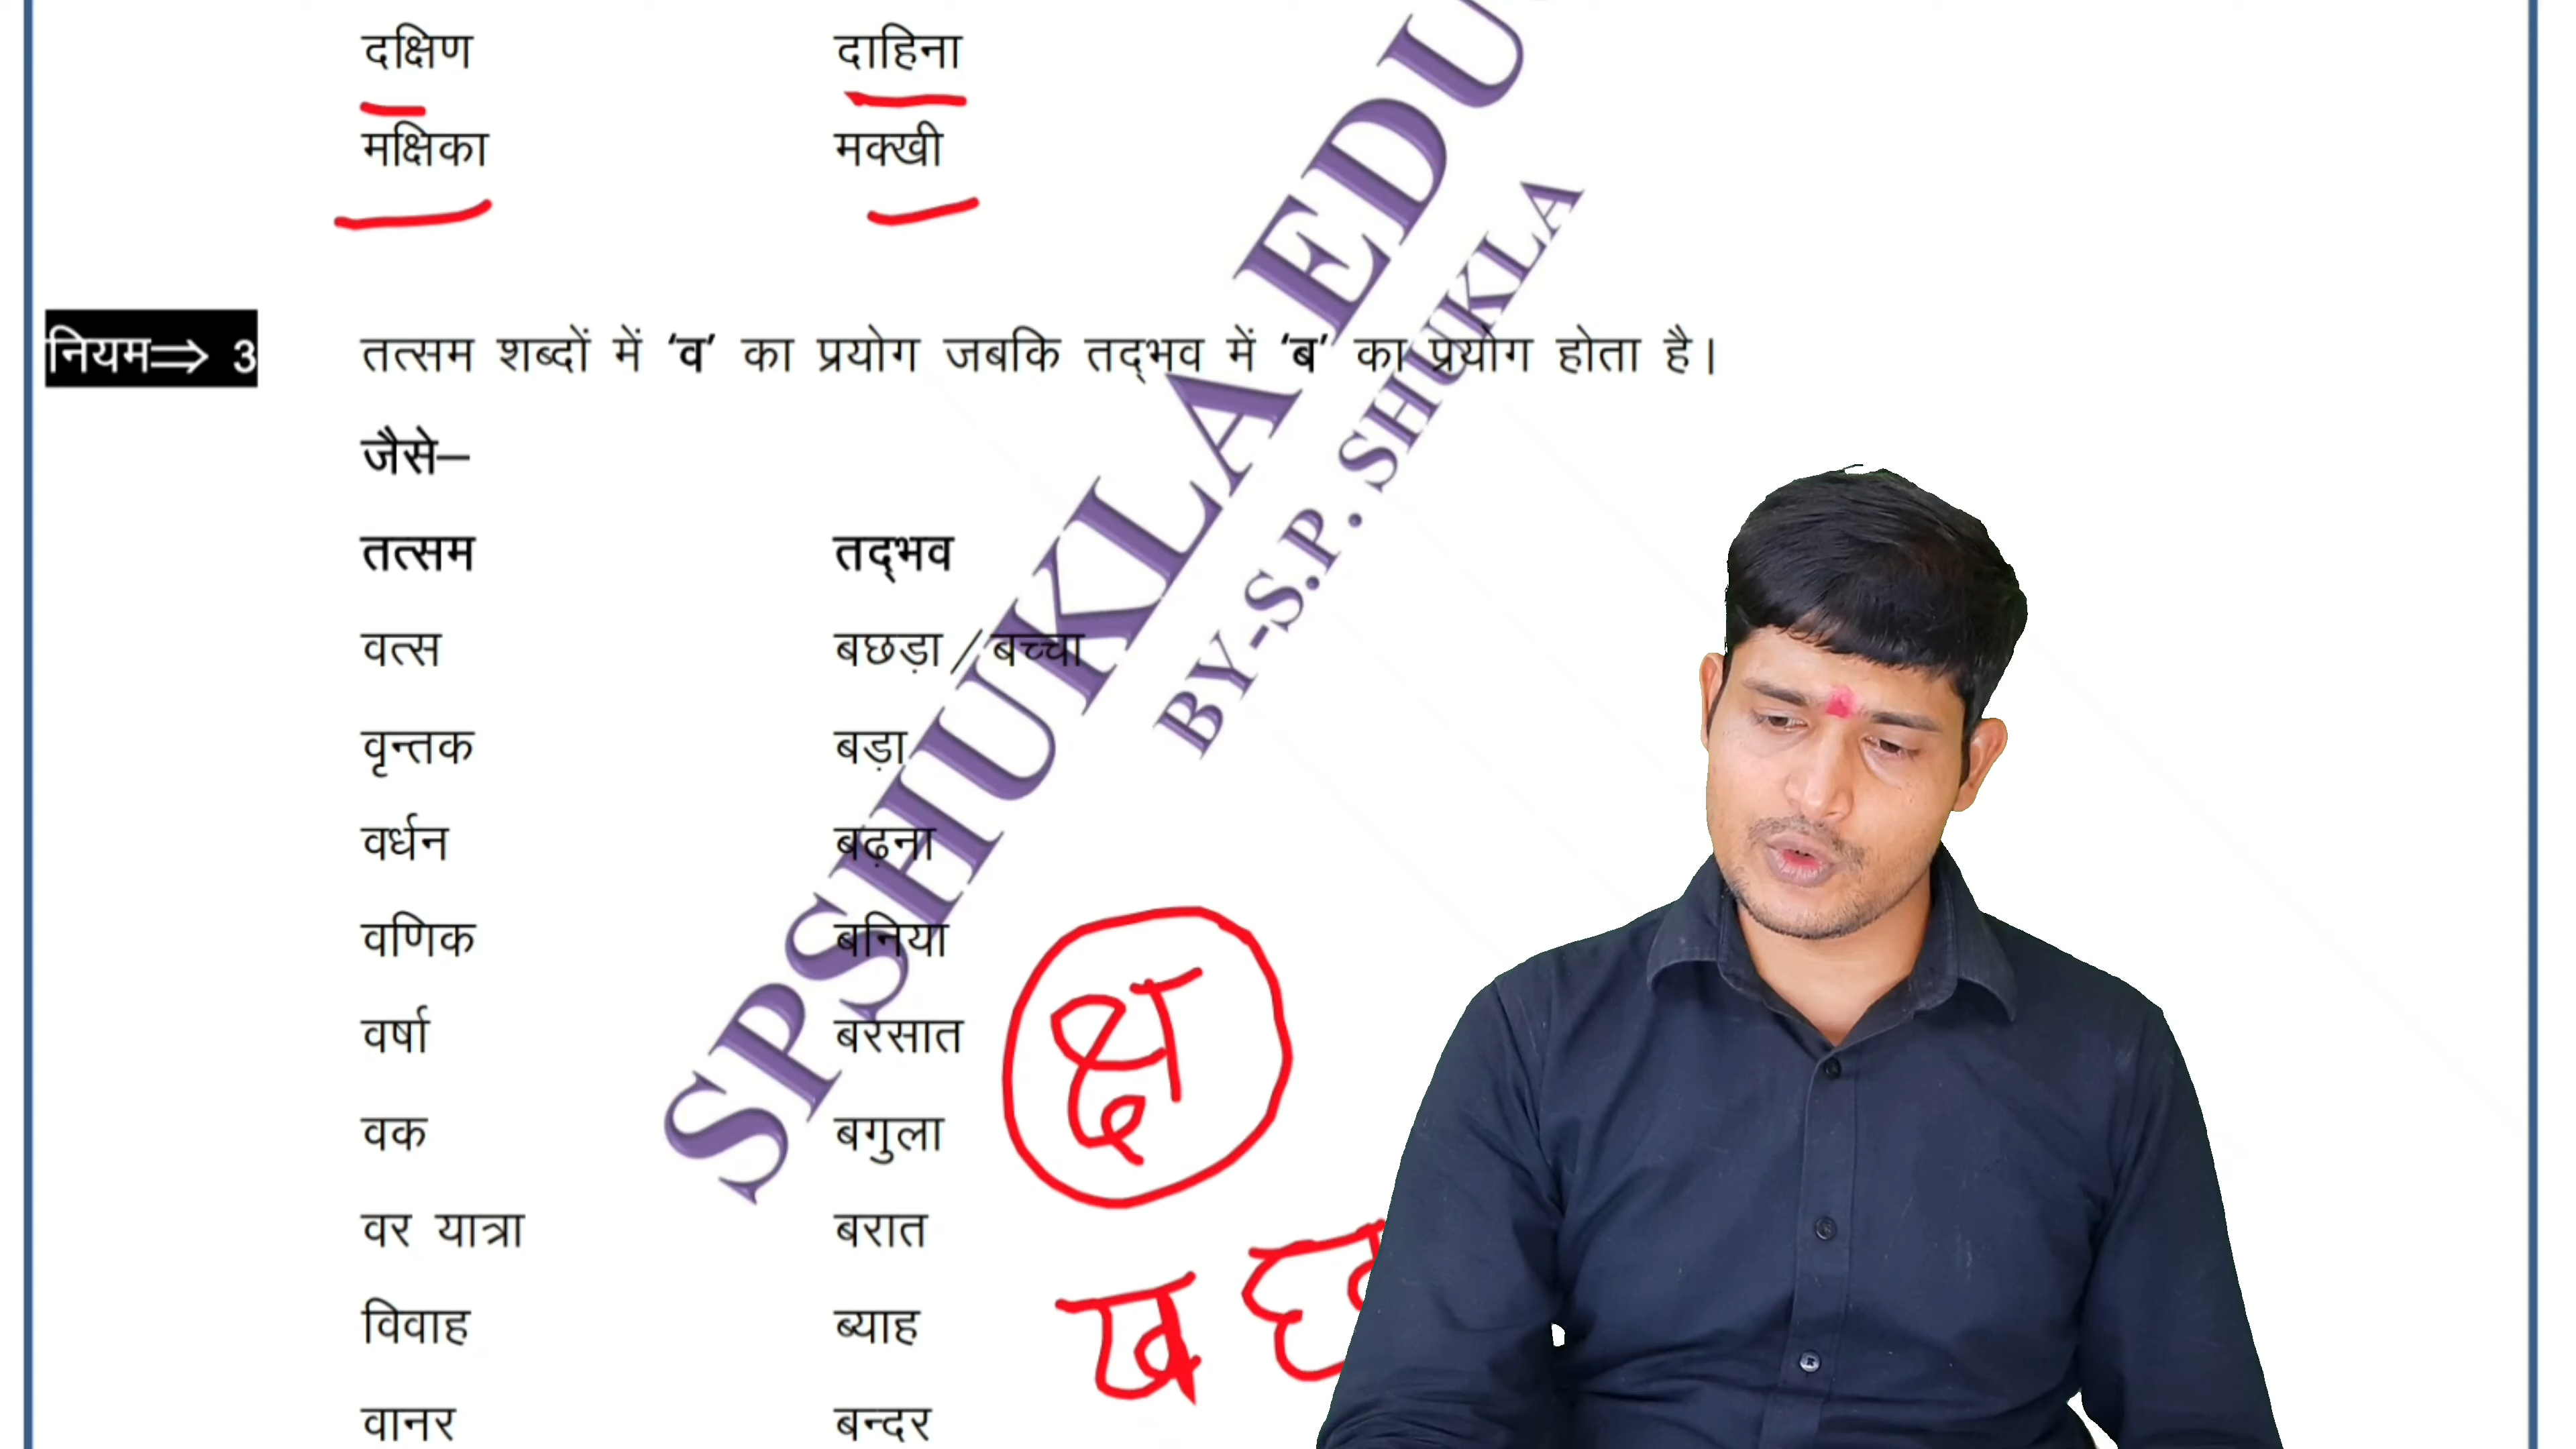 दक्षिण दाहिना
मक्षिका मक्खी
नियम⇒ 3 तत्सम शब्दों में ‘व’ का प्रयोग जबकि तद्भव में ‘ब’ का प्रयोग होता है।
जैसे–
तत्सम तद्भव
वत्स बछड़ा/बच्चा
वृन्तक बड़ा
वर्धन बढ़ना
वणिक बनिया
वर्षा बरसात
वक बगुला
वर यात्रा बरात
विवाह ब्याह
वानर बन्दर
क्ष
ख छ
SPSHUKLA EDU
BY-S.P. SHUKLA